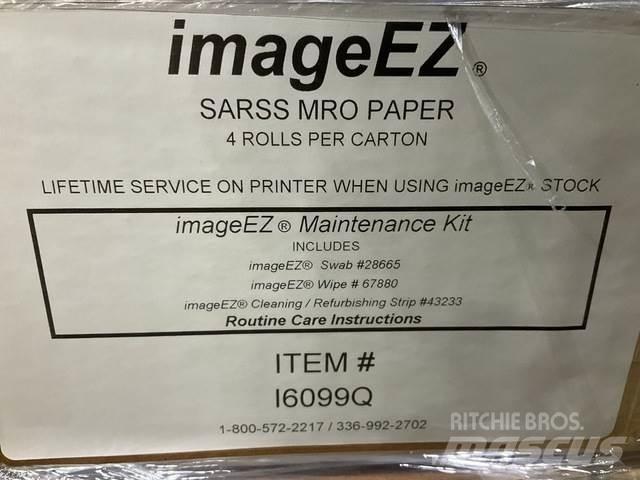 imageEZ®
SARSS MRO PAPER
4 ROLLS PER CARTON
LIFETIME SERVICE ON PRINTER WHEN USING imageEZ® STOCK
imageEZ® Maintenance Kit
INCLUDES
imageEZ® Swab #28665
imageEZ® Wipe # 67880
imageEZ® Cleaning / Refurbishing Strip #43233
Routine Care Instructions
ITEM #
I6099Q
1-800-572-2217 / 336-992-2702
RITCHIE BROS.
MASCUS